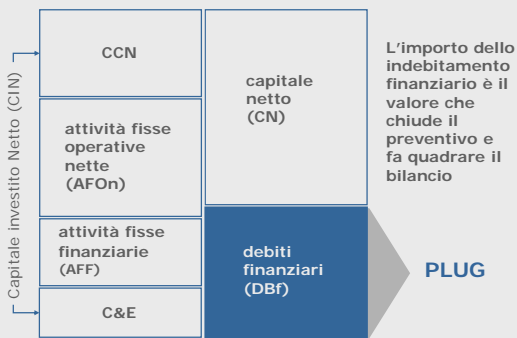 Capitale investito Netto (CIN)
CCN
attività fisse
operative
nette
(AFOn)
attività fisse
finanziarie
(AFF)
C&E
capitale
netto
(CN)
debiti
finanziari
(DBf)
L'importo dello
indebitamento
finanziario è il
valore che
chiude il
preventivo e
fa quadrare il
bilancio
PLUG